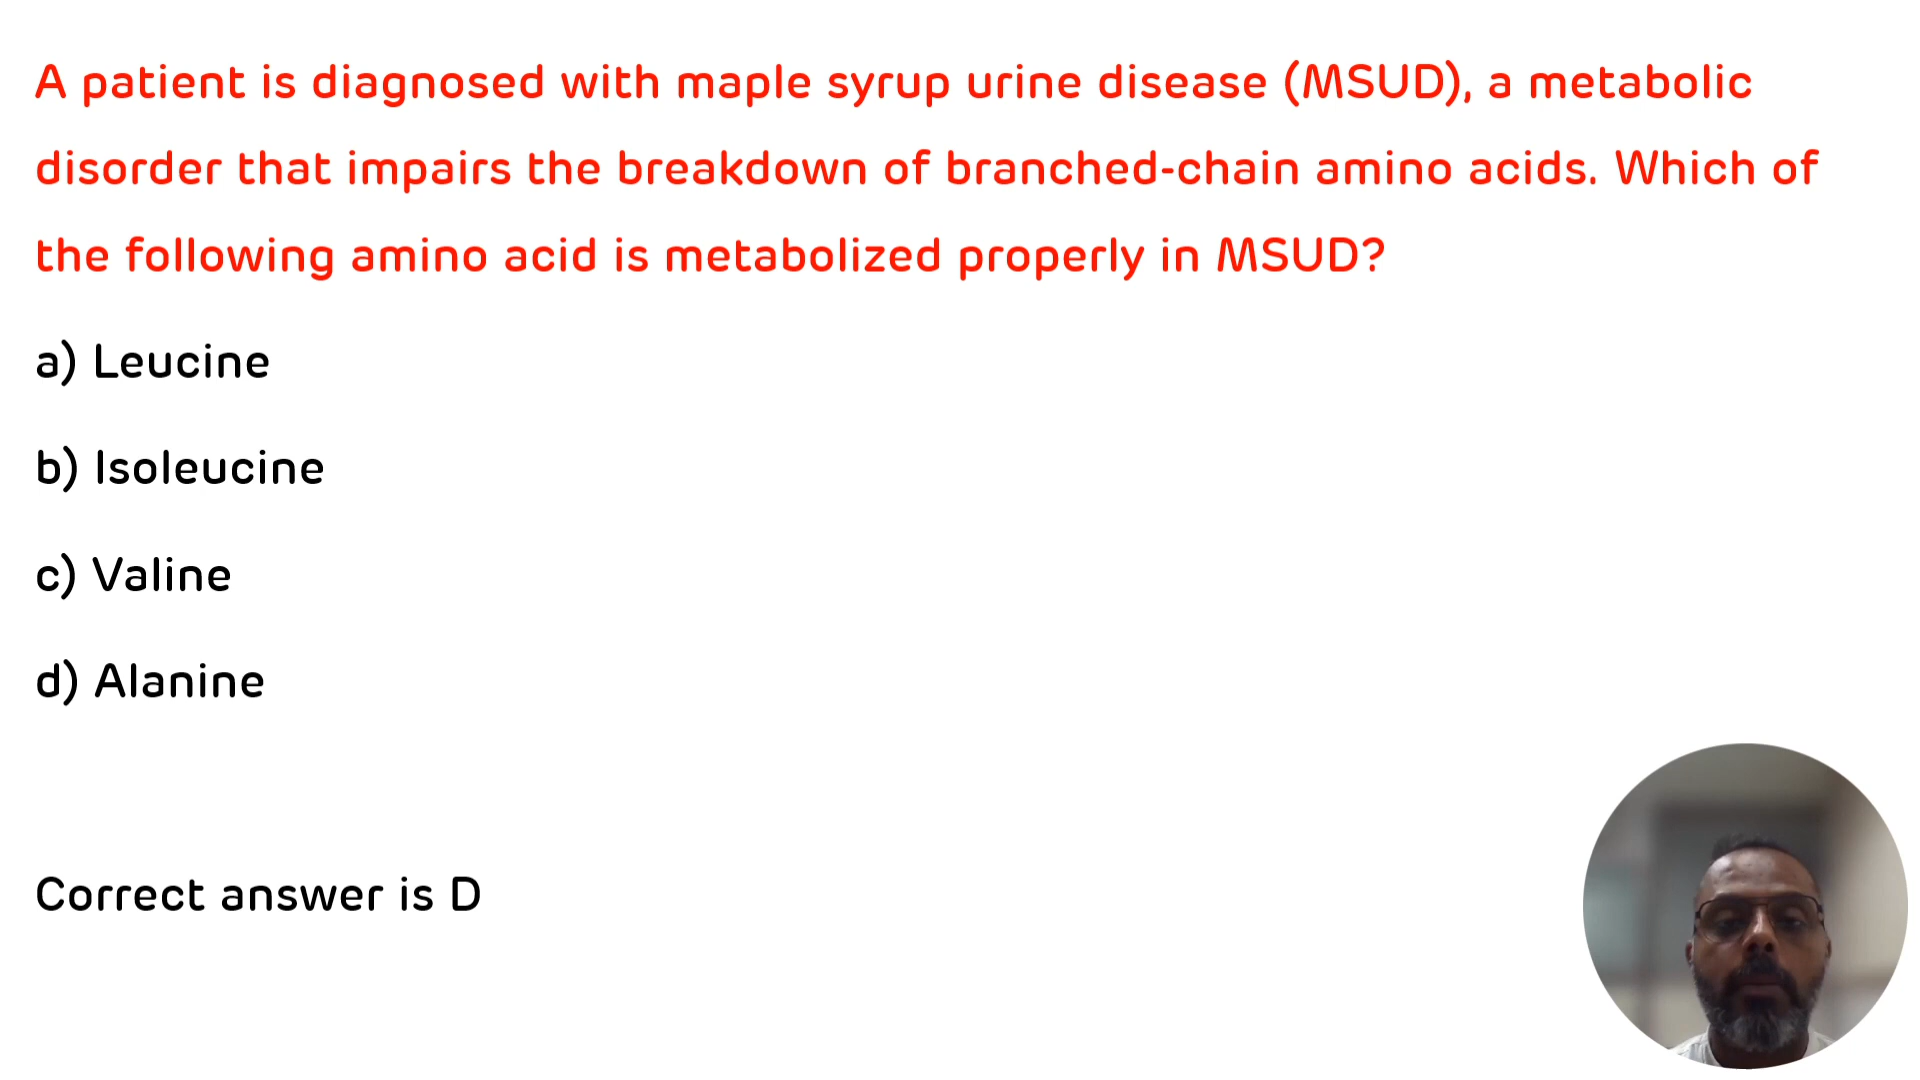 A patient is diagnosed with maple syrup urine disease (MSUD), a metabolic
disorder that impairs the breakdown of branched-chain amino acids. Which of
the following amino acid is metabolized properly in MSUD?
a) Leucine
b) Isoleucine
c) Valine
d) Alanine
Correct answer is D